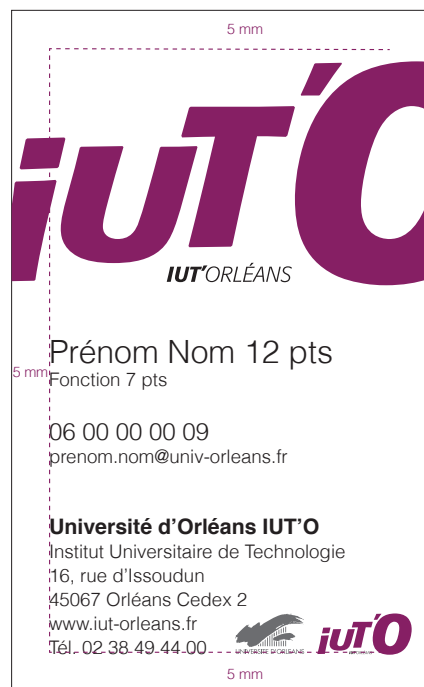 5 mm
iUT'O
IUT'ORLÉANS
Prénom Nom 12 pts
5 mm
Fonction 7 pts
06 00 00 00 09
prenom.nom@univ-orleans.fr
Université d'Orléans IUT'O
Institut Universitaire de Technologie
16, rue d'Issoudun
45067 Orléans Cedex 2
www.iut-orleans.fr
Tél. 02 38 49 44 00
UNIVERSITÉ D'ORLÉANS
iUT'O
5 mm